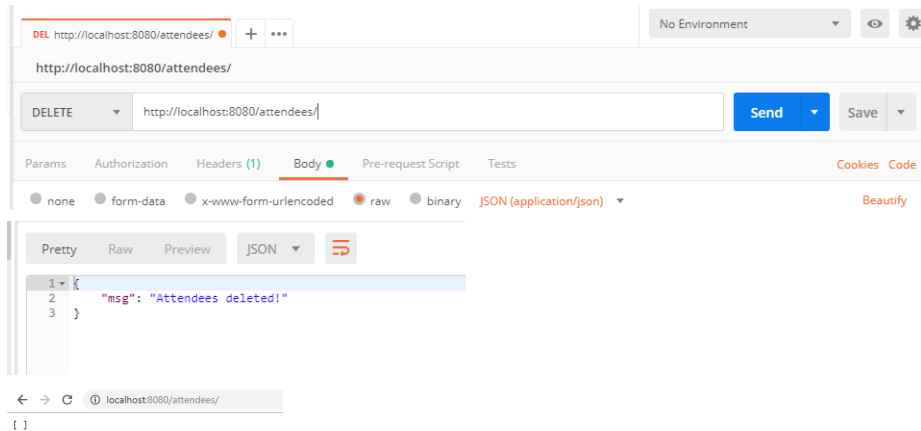 DEL http://localhost:8080/attendees/
No Environment
http://localhost:8080/attendees/
DELETE http://localhost:8080/attendees/ Send Save
Params Authorization Headers (1) Body Pre-request Script Tests Cookies Code
none form-data x-www-form-urlencoded raw binary JSON (application/json) Beautify
Pretty Raw Preview JSON
1 {
2 "msg": "Attendees deleted!"
3 }
localhost:8080/attendees/
[ ]